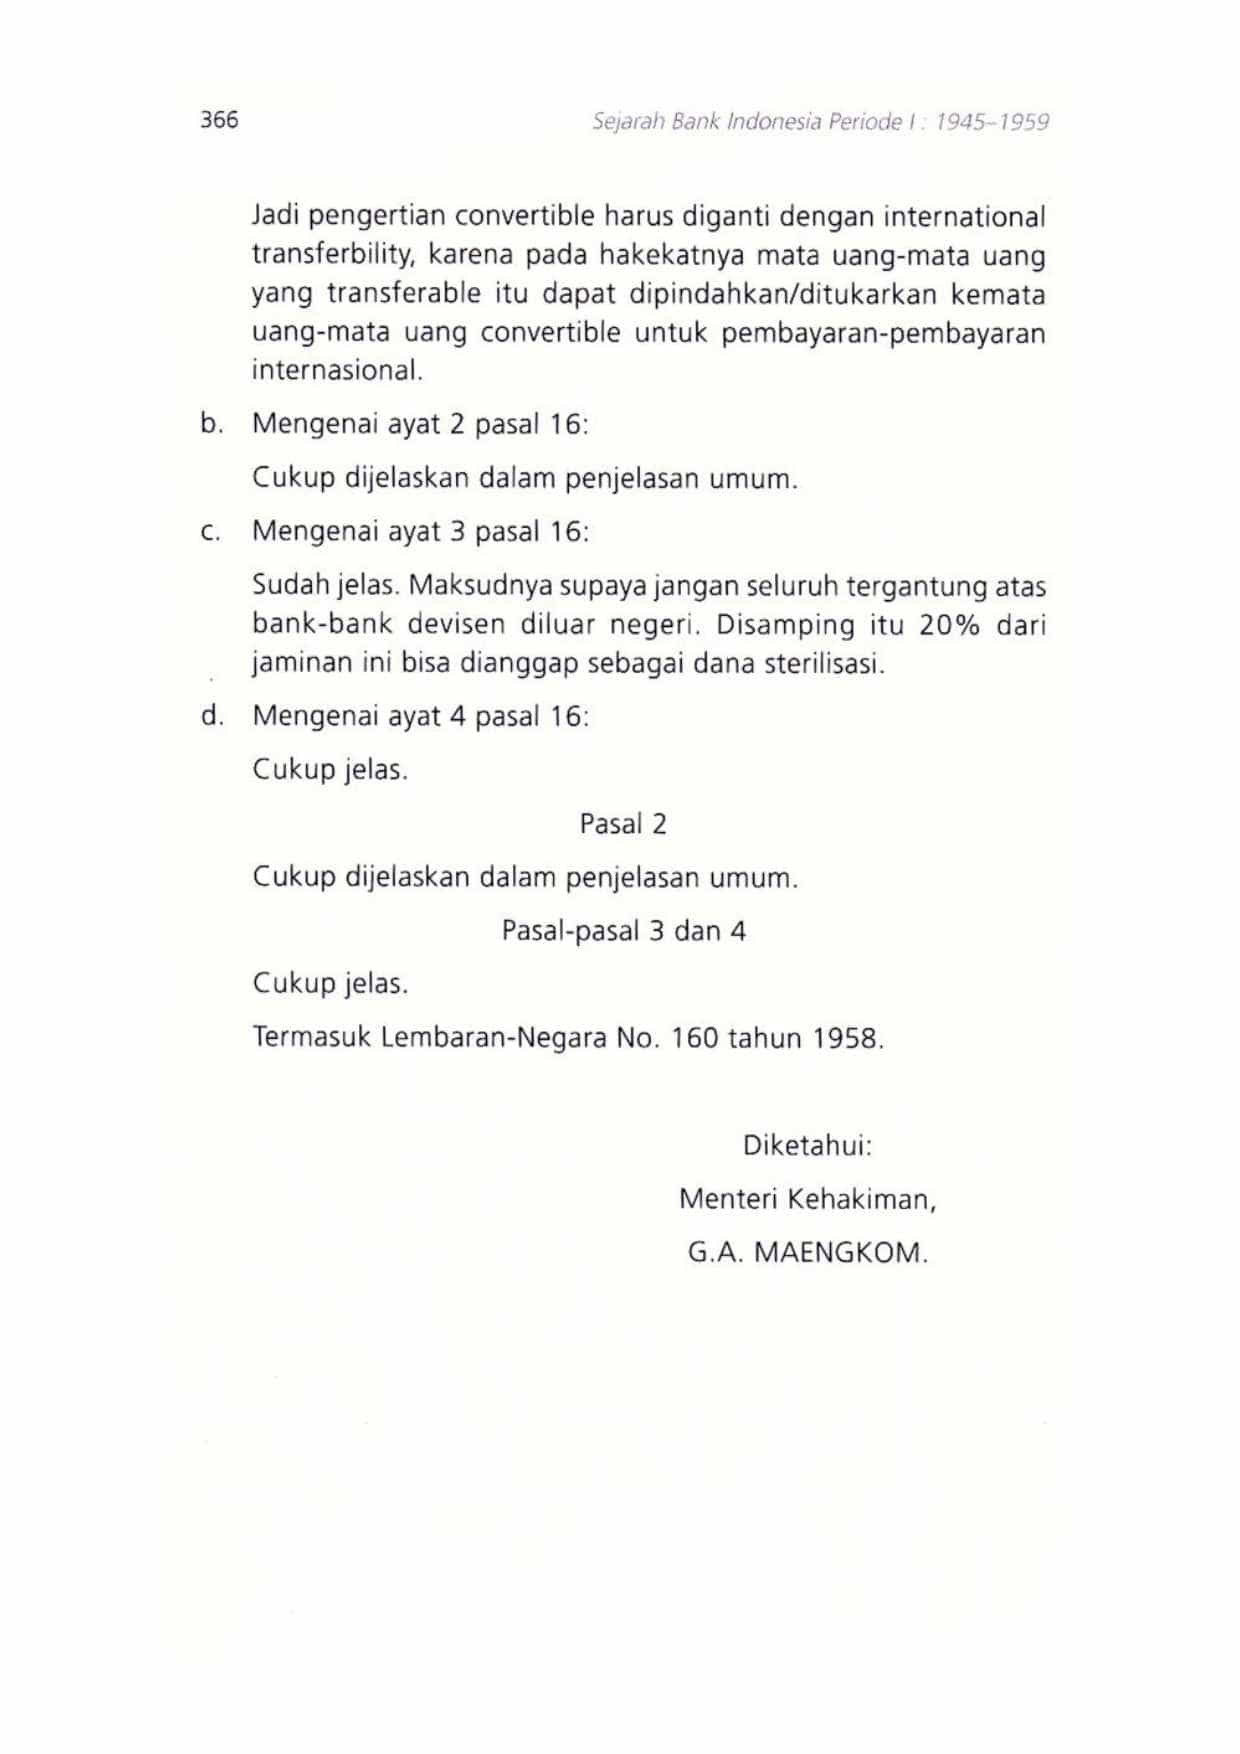 366
Sejarah Bank Indonesia Periode I : 1945–1959
Jadi pengertian convertible harus diganti dengan international
transferbility, karena pada hakekatnya mata uang-mata uang
yang transferable itu dapat dipindahkan/ditukarkan kemata
uang-mata uang convertible untuk pembayaran-pembayaran
internasional.
b. Mengenai ayat 2 pasal 16:
Cukup dijelaskan dalam penjelasan umum.
c. Mengenai ayat 3 pasal 16:
Sudah jelas. Maksudnya supaya jangan seluruh tergantung atas
bank-bank devisen diluar negeri. Disamping itu 20% dari
jaminan ini bisa dianggap sebagai dana sterilisasi.
d. Mengenai ayat 4 pasal 16:
Cukup jelas.
Pasal 2
Cukup dijelaskan dalam penjelasan umum.
Pasal-pasal 3 dan 4
Cukup jelas.
Termasuk Lembaran-Negara No. 160 tahun 1958.
Diketahui:
Menteri Kehakiman,
G.A. MAENGKOM.